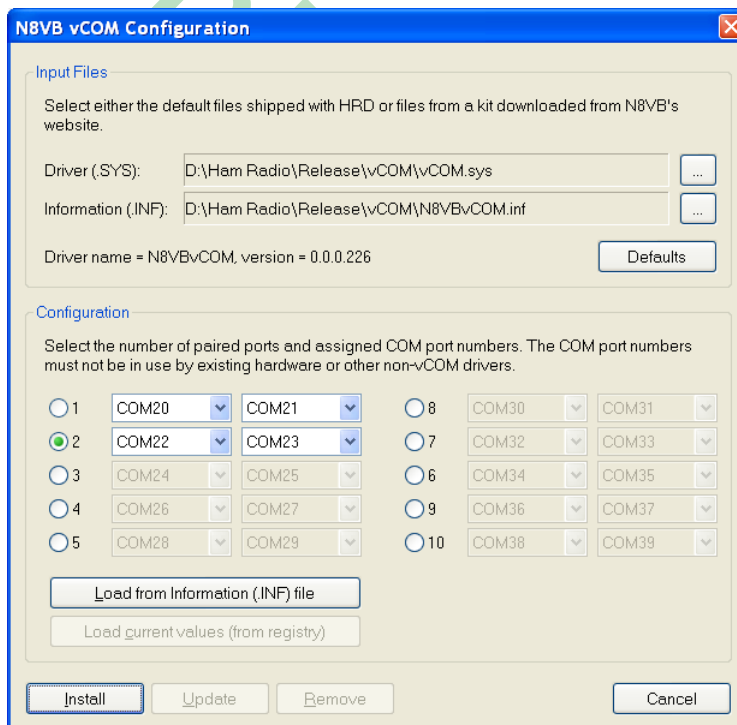 N8VB vCOM Configuration
Input Files
Select either the default files shipped with HRD or files from a kit downloaded from N8VB's
website.
Driver (.SYS): D:\Ham Radio\Release\vCOM\vCOM.sys ...
Information (.INF): D:\Ham Radio\Release\vCOM\N8VBvCOM.inf ...
Driver name = N8VBvCOM, version = 0.0.0.226 Defaults
Configuration
Select the number of paired ports and assigned COM port numbers. The COM port numbers
must not be in use by existing hardware or other non-vCOM drivers.
1 COM20 COM21 8 COM30 COM31
2 COM22 COM23 7 COM32 COM33
3 COM24 COM25 6 COM34 COM35
4 COM26 COM27 9 COM36 COM37
5 COM28 COM29 10 COM38 COM39
Load from Information (.INF) file
Load current values (from registry)
Install Update Remove Cancel